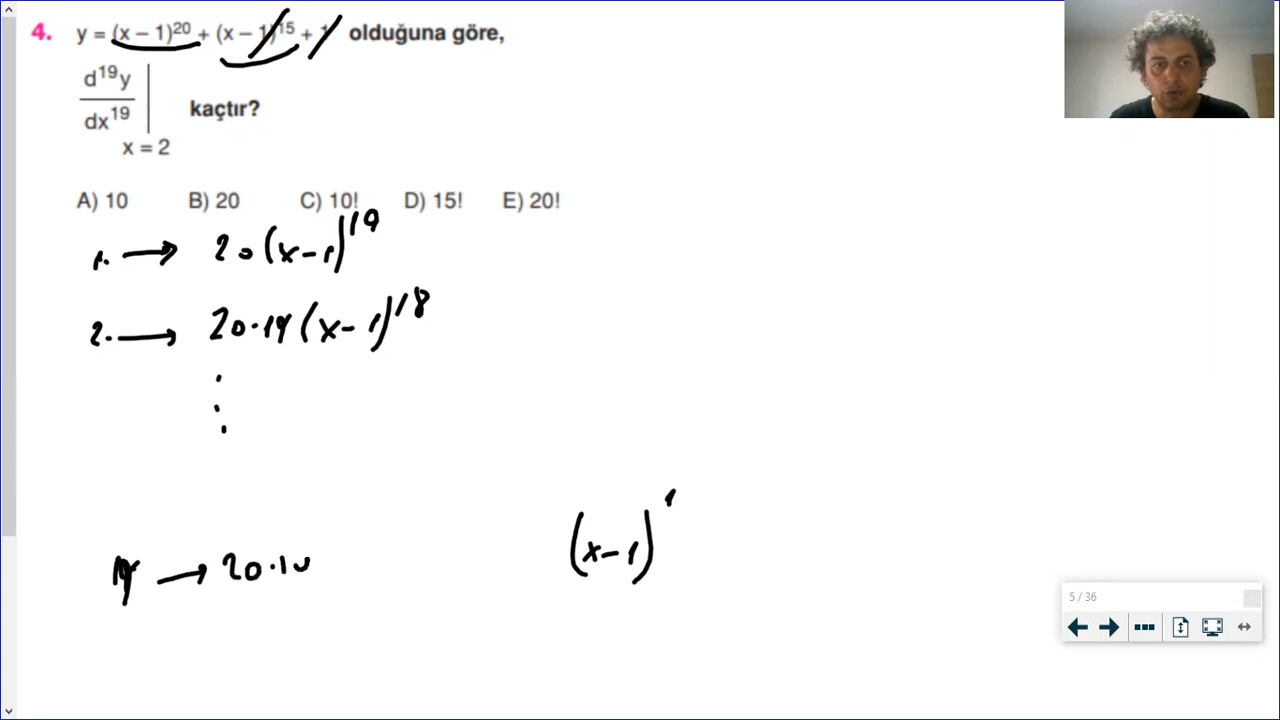 4. y = (x – 1)²⁰ + (x – 1)¹⁵ + 1 olduğuna göre,
d¹⁹y
dx¹⁹
kaçtır?
x = 2
A) 10 B) 20 C) 10! D) 15! E) 20!
1. → 20(x-1)¹⁹
2. → 20·19(x-1)¹⁸
⋮
(x-1)¹
19 → 20·19
5 / 36